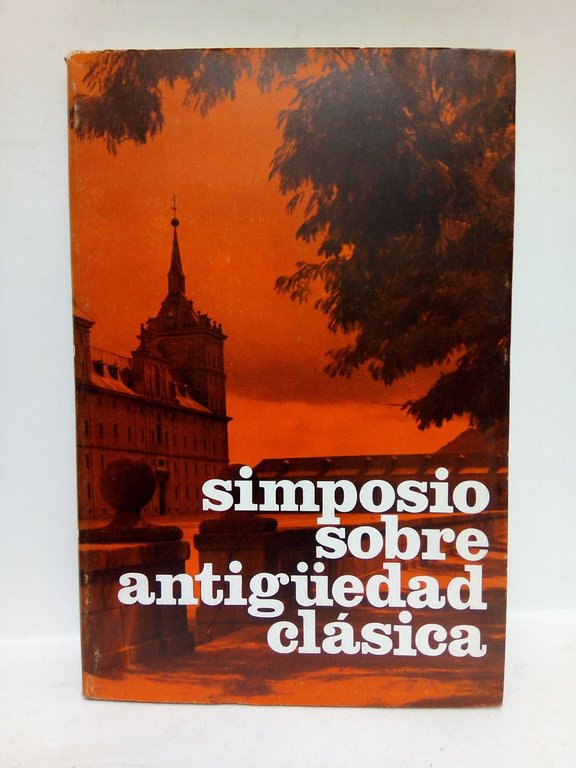 simposio
sobre
antigüedad
clásica